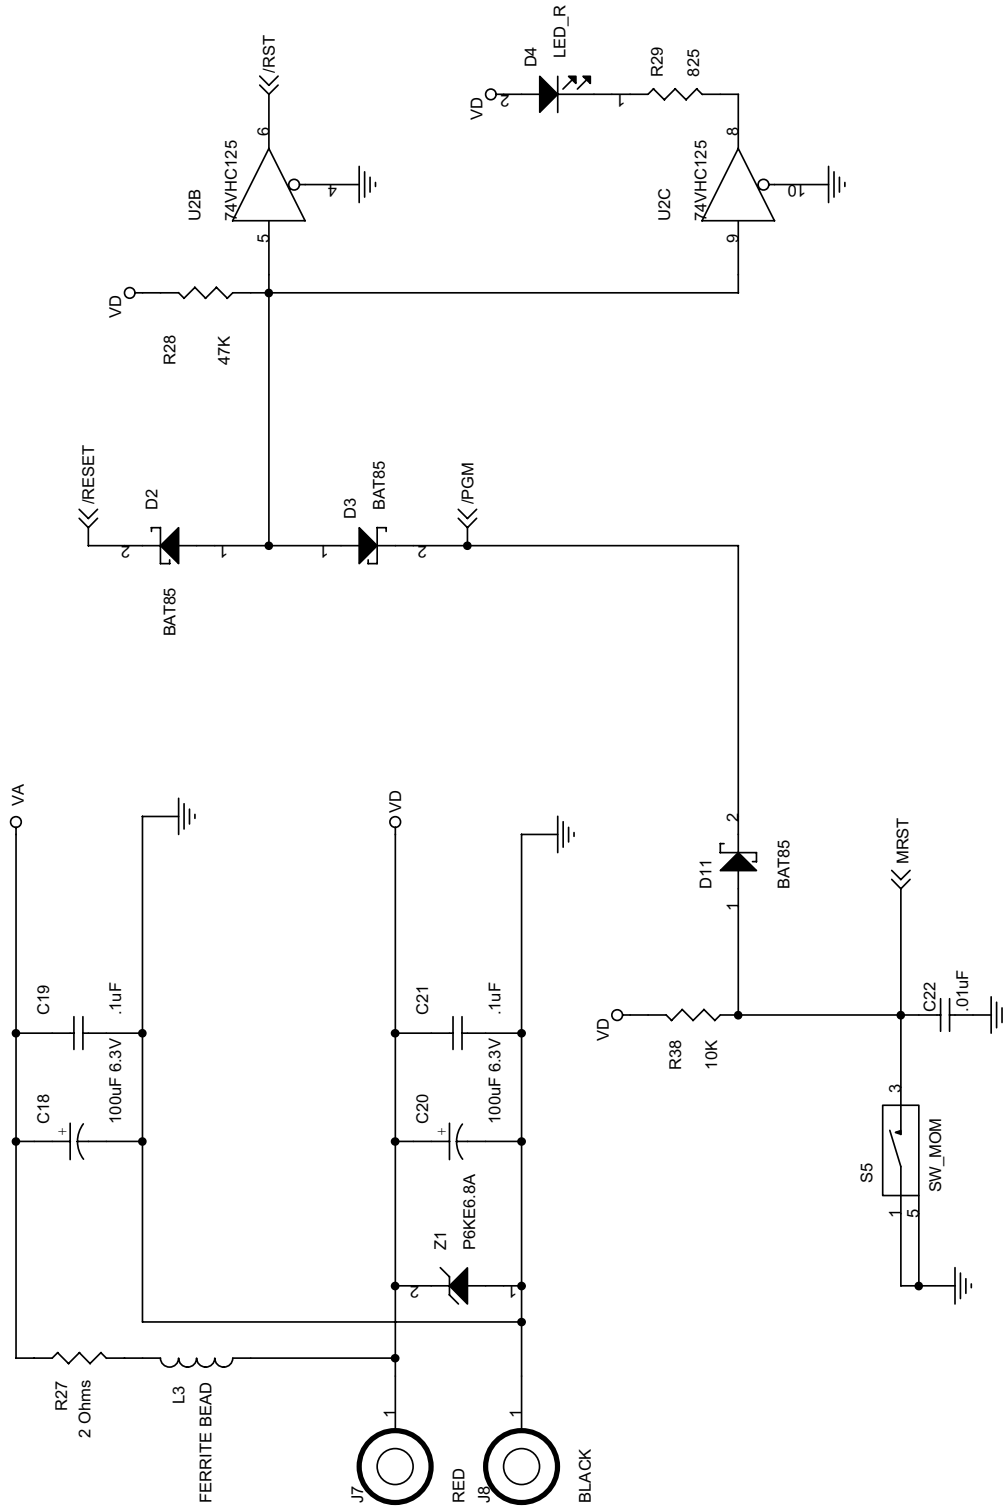 /RST
6
74VHC125
U2B
4
5
VD
R28
47K
VD
2
D4
LED_R
1
R29
825
8
74VHC125
U2C
10
9
/RESET
D2
2
1
BAT85
D3
BAT85
1
2
/PGM
VA
C19
.1uF
C18
+
100uF 6.3V
VD
C21
.1uF
C20
+
100uF 6.3V
Z1
P6KE6.8A
2
1
R27
2 Ohms
L3
FERRITE BEAD
J7
1
RED
J8
1
BLACK
2
D11
BAT85
1
MRST
VD
R38
10K
C22
.01uF
3
S5
SW_MOM
1
5